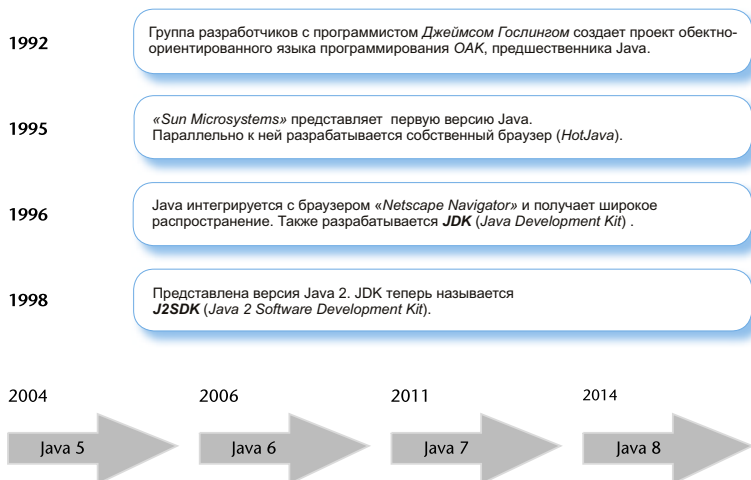 1992
Группа разработчиков с программистом Джеймсом Гослингом создает проект обектно-
ориентированного языка программирования OAK, предшественника Java.
1995
«Sun Microsystems» представляет первую версию Java.
Параллельно к ней разрабатывается собственный браузер (HotJava).
1996
Java интегрируется с браузером «Netscape Navigator» и получает широкое
распространение. Также разрабатывается JDK (Java Development Kit) .
1998
Представлена версия Java 2. JDK теперь называется
J2SDK (Java 2 Software Development Kit).
2004 2006 2011 2014
Java 5 Java 6 Java 7 Java 8